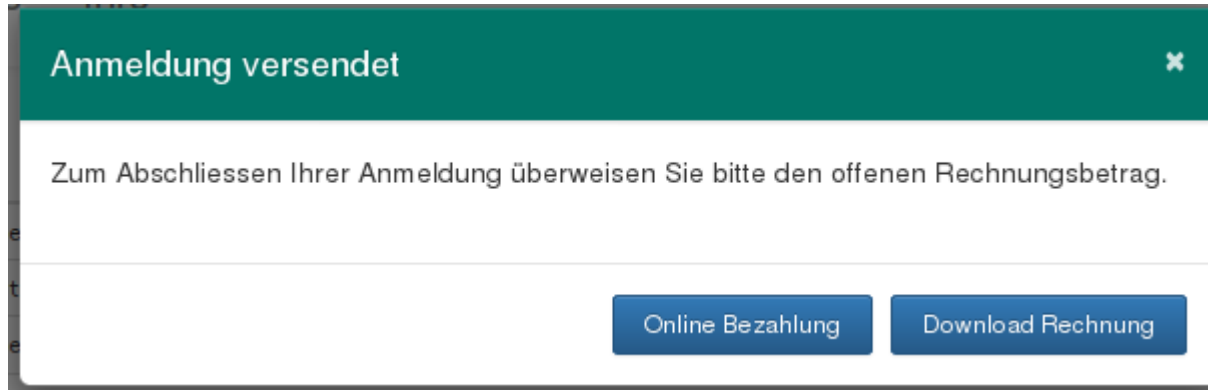 Anmeldung versendet
Zum Abschliessen Ihrer Anmeldung überweisen Sie bitte den offenen Rechnungsbetrag.
Online Bezahlung
Download Rechnung